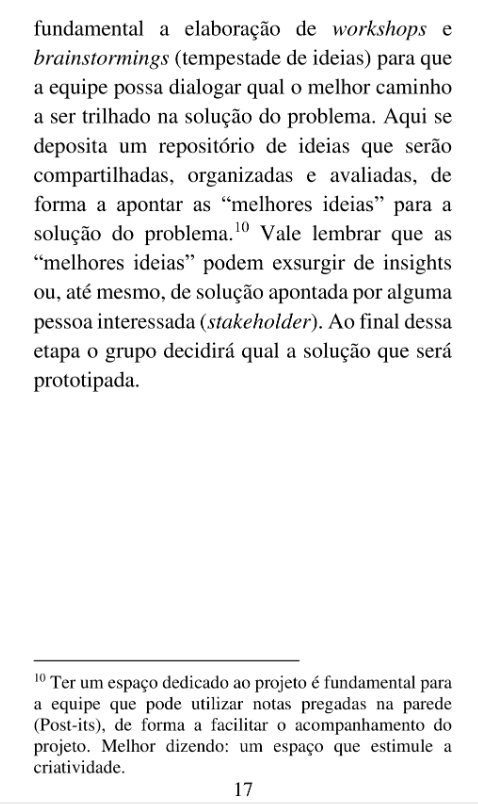 fundamental a elaboração de workshops e
brainstormings (tempestade de ideias) para que
a equipe possa dialogar qual o melhor caminho
a ser trilhado na solução do problema. Aqui se
deposita um repositório de ideias que serão
compartilhadas, organizadas e avaliadas, de
forma a apontar as “melhores ideias” para a
solução do problema.¹⁰ Vale lembrar que as
“melhores ideias” podem exsurgir de insights
ou, até mesmo, de solução apontada por alguma
pessoa interessada (stakeholder). Ao final dessa
etapa o grupo decidirá qual a solução que será
prototipada.
¹⁰ Ter um espaço dedicado ao projeto é fundamental para
a equipe que pode utilizar notas pregadas na parede
(Post-its), de forma a facilitar o acompanhamento do
projeto. Melhor dizendo: um espaço que estimule a
criatividade.
17